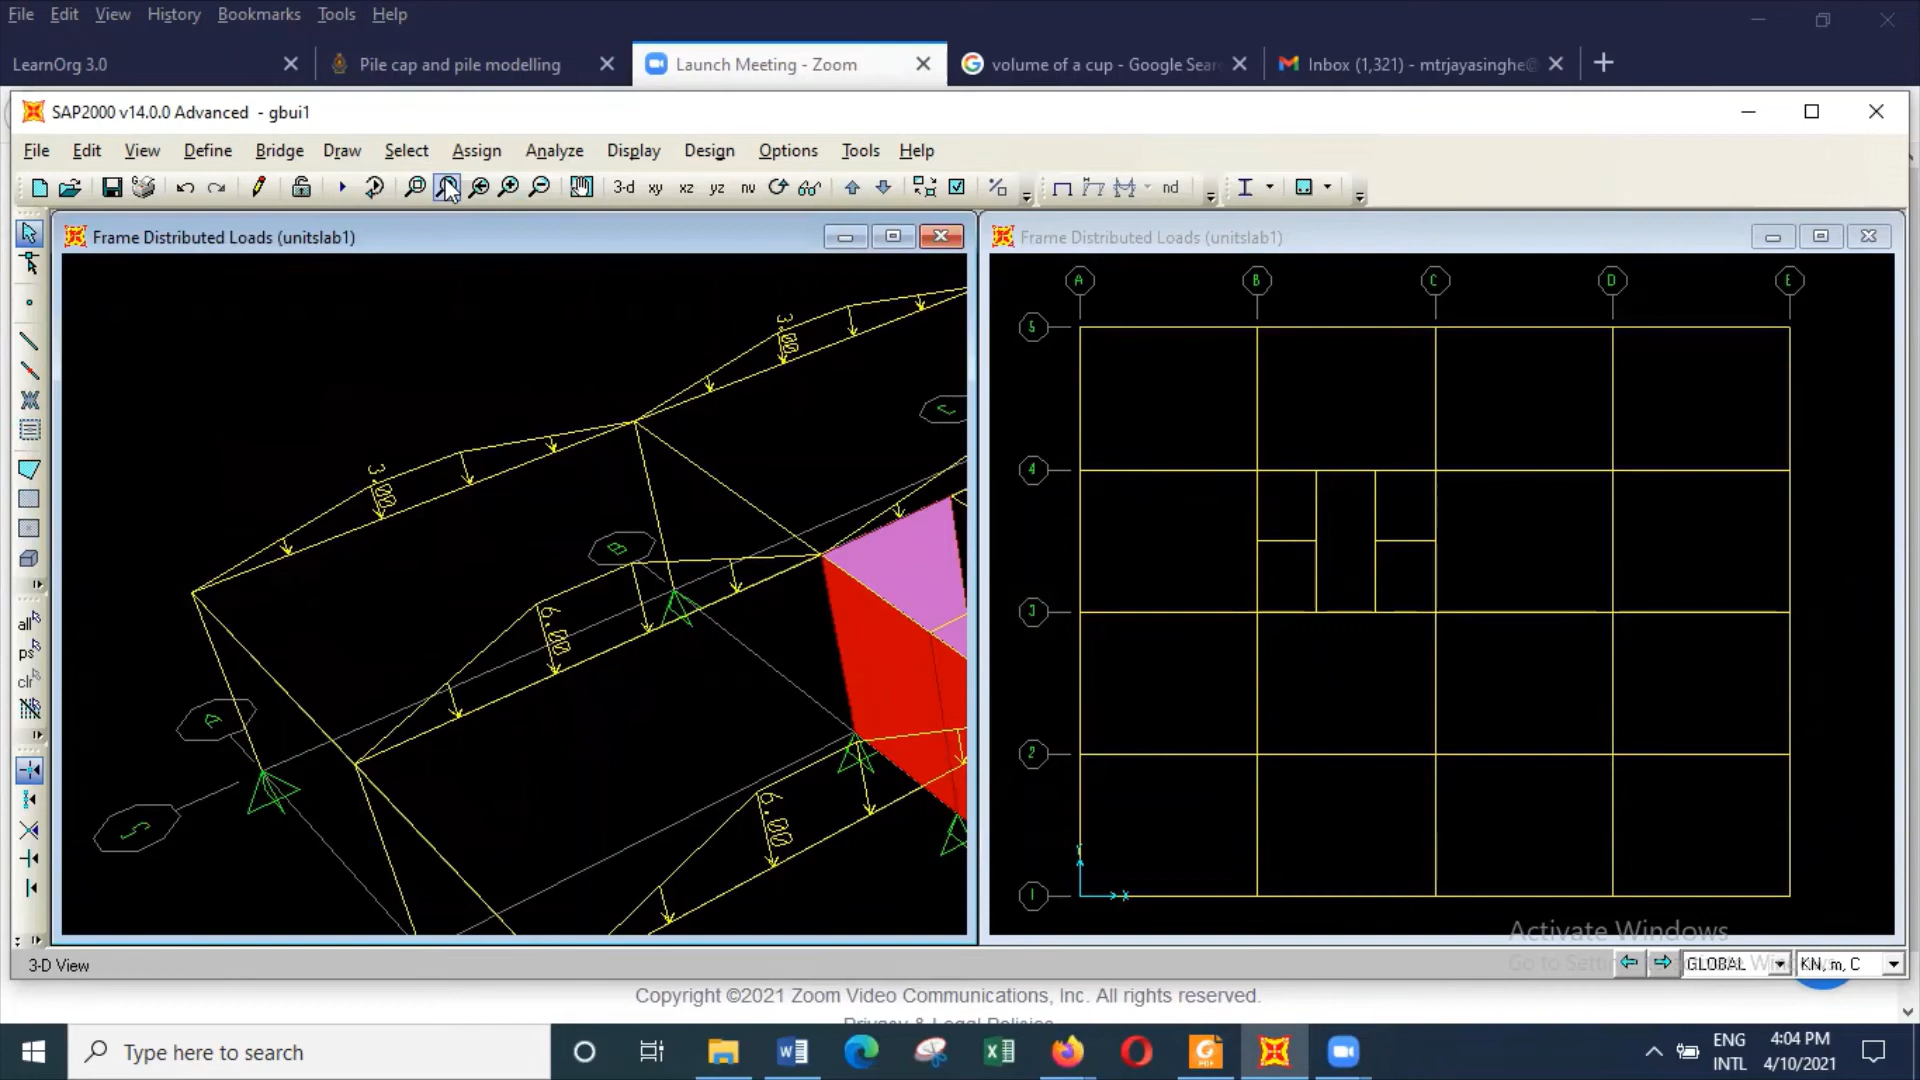 File Edit View History Bookmarks Tools Help
LearnOrg 3.0
Pile cap and pile modelling
Launch Meeting - Zoom
volume of a cup - Google Sear
Inbox (1,321) - mtrjayasinghe@
SAP2000 v14.0.0 Advanced - gbui1
File Edit View Define Bridge Draw Select Assign Analyze Display Design Options Tools Help
3-d xy xz yz nv nd
Frame Distributed Loads (unitslab1)
Frame Distributed Loads (unitslab1)
all
ps
clr
3.00
3.00
6.00
6.00
A
B
C
5
A B C D E
5
4
3
2
1
Y
X
3-D View
GLOBAL
KN, m, C
Activate Windows
Copyright ©2021 Zoom Video Communications, Inc. All rights reserved.
Privacy & Legal Policies
Type here to search
ENG
INTL
4:04 PM
4/10/2021